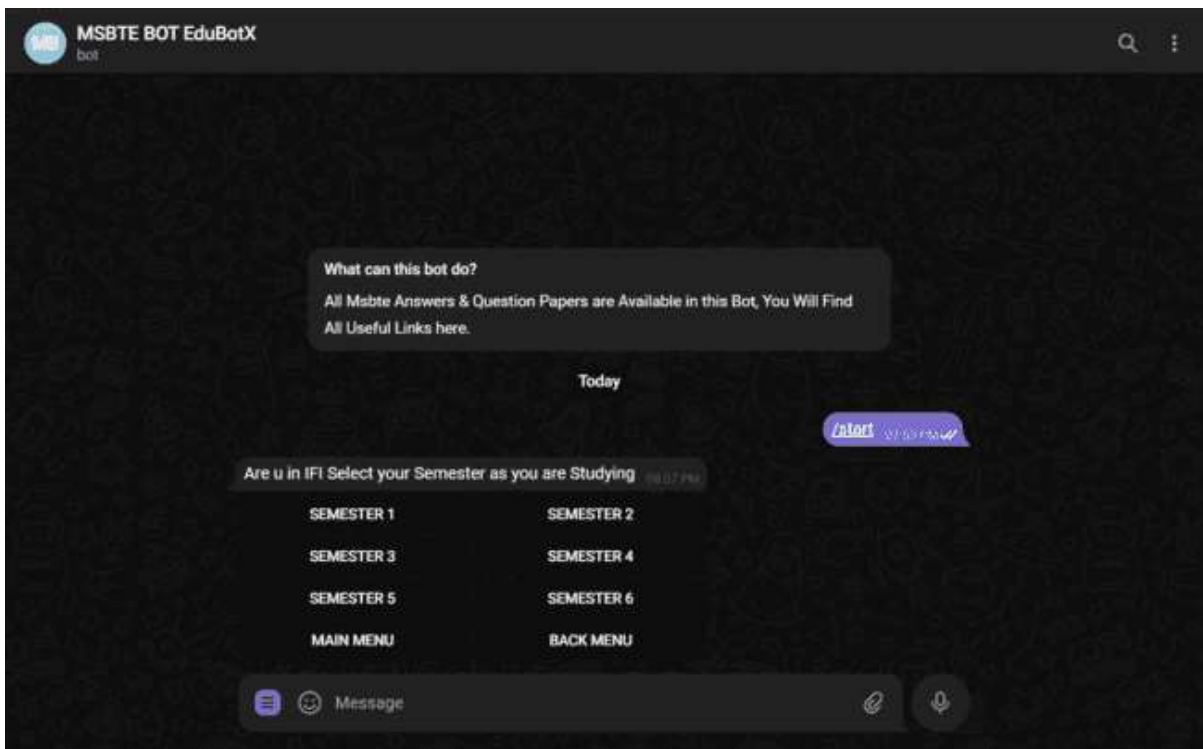 MSBTE BOT EduBotX
bot
What can this bot do?
All Msbte Answers & Question Papers are Available in this Bot, You Will Find
All Useful Links here.
Today
/start
Are u in IFI Select your Semester as you are Studying
SEMESTER 1 SEMESTER 2
SEMESTER 3 SEMESTER 4
SEMESTER 5 SEMESTER 6
MAIN MENU BACK MENU
Message